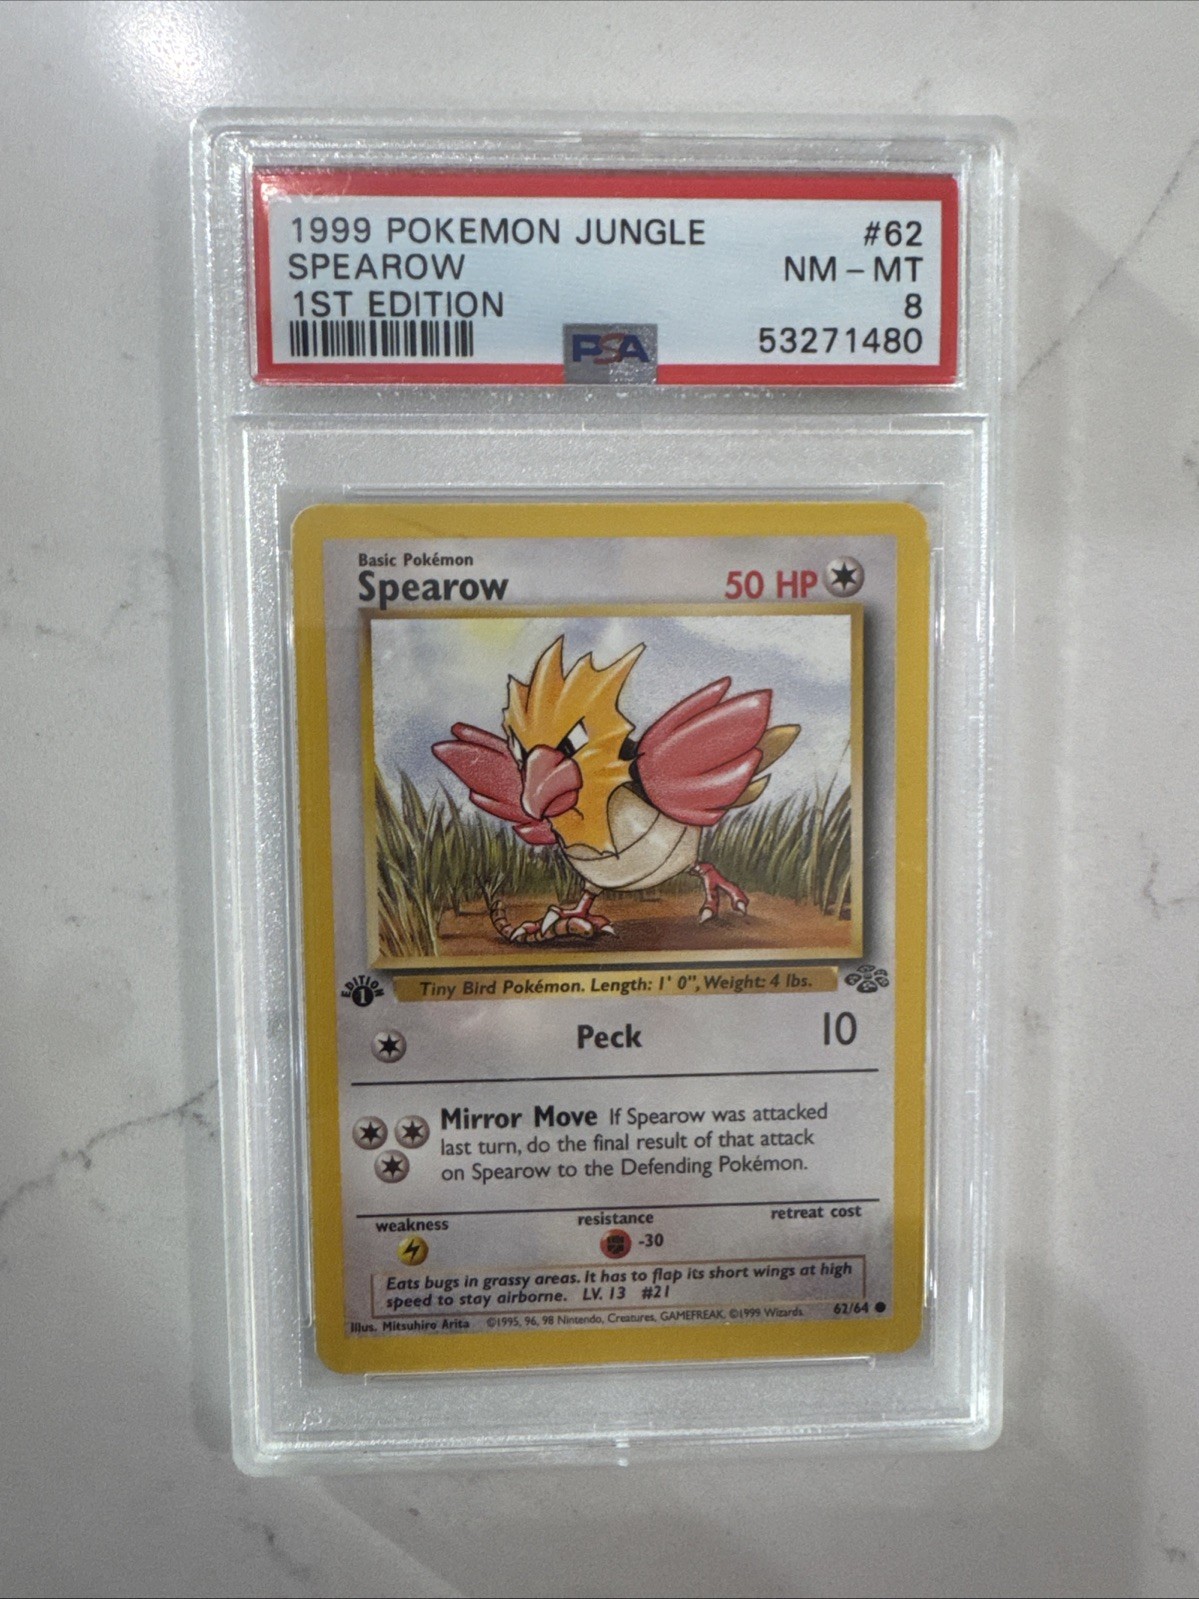 1999 POKEMON JUNGLE #62
SPEAROW NM - MT
1ST EDITION 8
PSA 53271480
Basic Pokémon
Spearow 50 HP
EDITION 1
Tiny Bird Pokémon. Length: 1' 0", Weight: 4 lbs.
Peck 10
Mirror Move If Spearow was attacked
last turn, do the final result of that attack
on Spearow to the Defending Pokémon.
weakness resistance retreat cost
-30
Eats bugs in grassy areas. It has to flap its short wings at high
speed to stay airborne. LV. 13 #21
Illus. Mitsuhiro Arita ©1995, 96, 98 Nintendo, Creatures, GAMEFREAK. ©1999 Wizards. 62/64